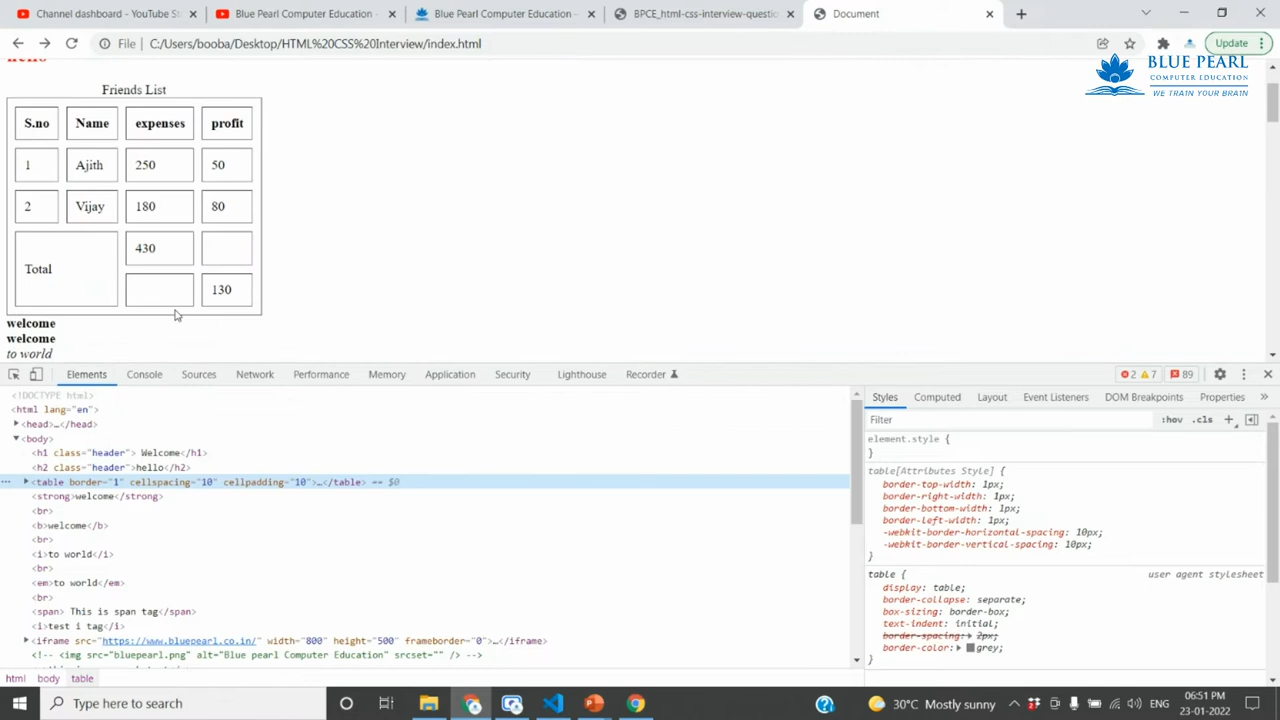 Channel dashboard - YouTube St
Blue Pearl Computer Education -
Blue Pearl Computer Education –
BPCE_html-css-interview-questio
Document
File
C:/Users/booba/Desktop/HTML%20CSS%20Interview/index.html
Update
BLUE PEARL
COMPUTER EDUCATION
WE TRAIN YOUR BRAIN
hello
Friends List
S.no Name expenses profit
1 Ajith 250 50
2 Vijay 180 80
Total 430
130
welcome
welcome
to world
Elements Console Sources Network Performance Memory Application Security Lighthouse Recorder 2 7 89
<!DOCTYPE html>
<html lang="en">
<head>…</head>
<body>
<h1 class="header"> Welcome</h1>
<h2 class="header">hello</h2>
<table border="1" cellspacing="10" cellpadding="10">…</table> == $0
<strong>welcome</strong>
<br>
<b>welcome</b>
<br>
<i>to world</i>
<br>
<em>to world</em>
<br>
<span> This is span tag</span>
<i>test i tag</i>
<iframe src="https://www.bluepearl.co.in/" width="800" height="500" frameborder="0">…</iframe>
<!-- <img src="bluepearl.png" alt="Blue pearl Computer Education" srcset="" /> -->
html body table
Styles Computed Layout Event Listeners DOM Breakpoints Properties
Filter :hov .cls
element.style {
}
table[Attributes Style] {
border-top-width: 1px;
border-right-width: 1px;
border-bottom-width: 1px;
border-left-width: 1px;
-webkit-border-horizontal-spacing: 10px;
-webkit-border-vertical-spacing: 10px;
}
table { user agent stylesheet
display: table;
border-collapse: separate;
box-sizing: border-box;
text-indent: initial;
border-spacing: 2px;
border-color: grey;
}
Type here to search
30°C Mostly sunny
ENG
06:51 PM
23-01-2022